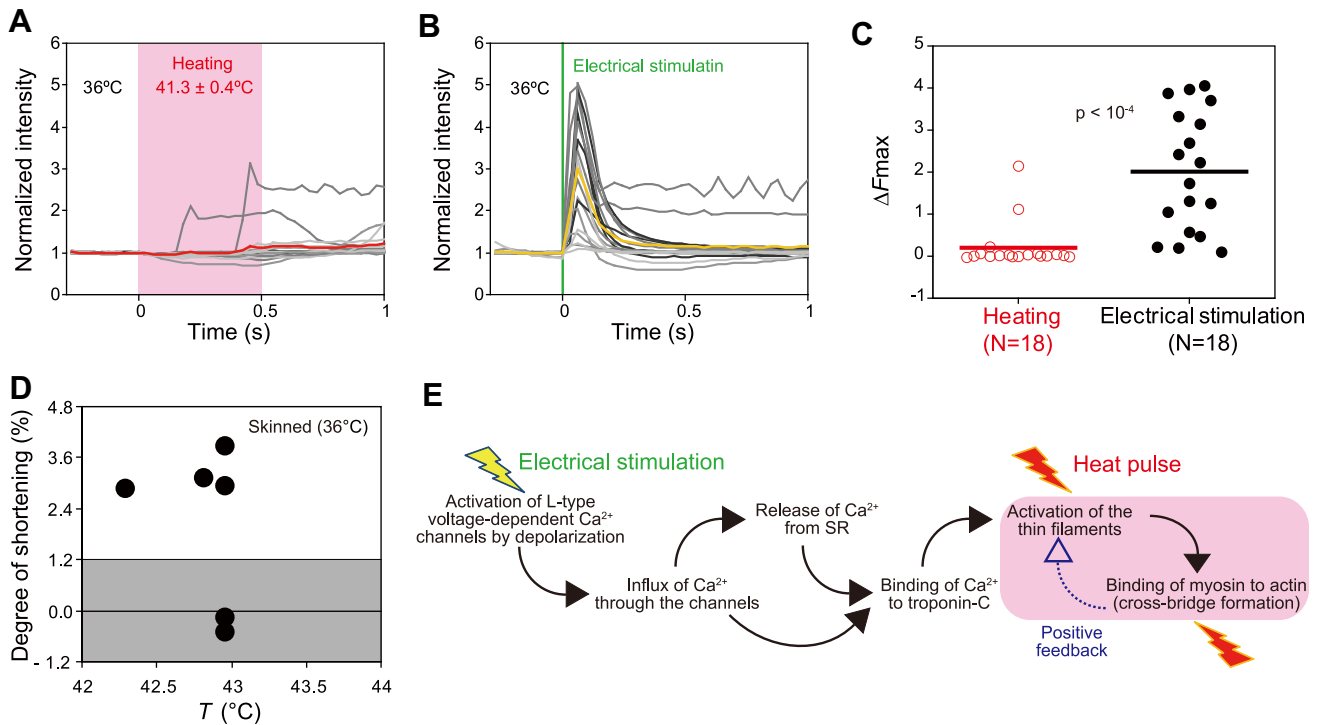 A
6
5
4
3
2
1
0
Normalized intensity
36ºC
Heating
41.3 ± 0.4ºC
0
0.5
1
Time (s)
B
6
5
4
3
2
1
0
Normalized intensity
36ºC
Electrical stimulatin
0
0.5
1
Time (s)
C
5
4
3
2
1
0
-1
ΔFmax
p < 10⁻⁴
Heating
(N=18)
Electrical stimulation
(N=18)
D
4.8
3.6
2.4
1.2
0.0
- 1.2
Degree of shortening (%)
Skinned (36°C)
42
42.5
43
43.5
44
T (°C)
E
Electrical stimulation
Activation of L-type
voltage-dependent Ca²⁺
channels by depolarization
Influx of Ca²⁺
through the channels
Release of Ca²⁺
from SR
Binding of Ca²⁺
to troponin-C
Heat pulse
Activation of the
thin filaments
Binding of myosin to actin
(cross-bridge formation)
Positive
feedback